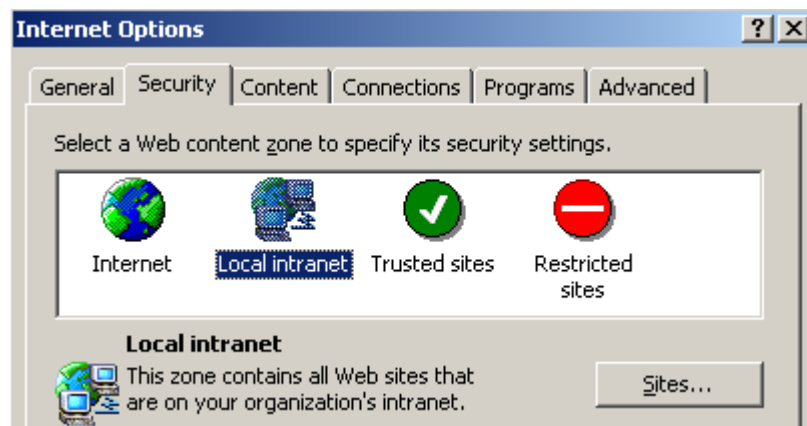 Internet Options
General Security Content Connections Programs Advanced
Select a Web content zone to specify its security settings.
Internet Local intranet Trusted sites Restricted
sites
Local intranet
This zone contains all Web sites that
are on your organization's intranet.
Sites...